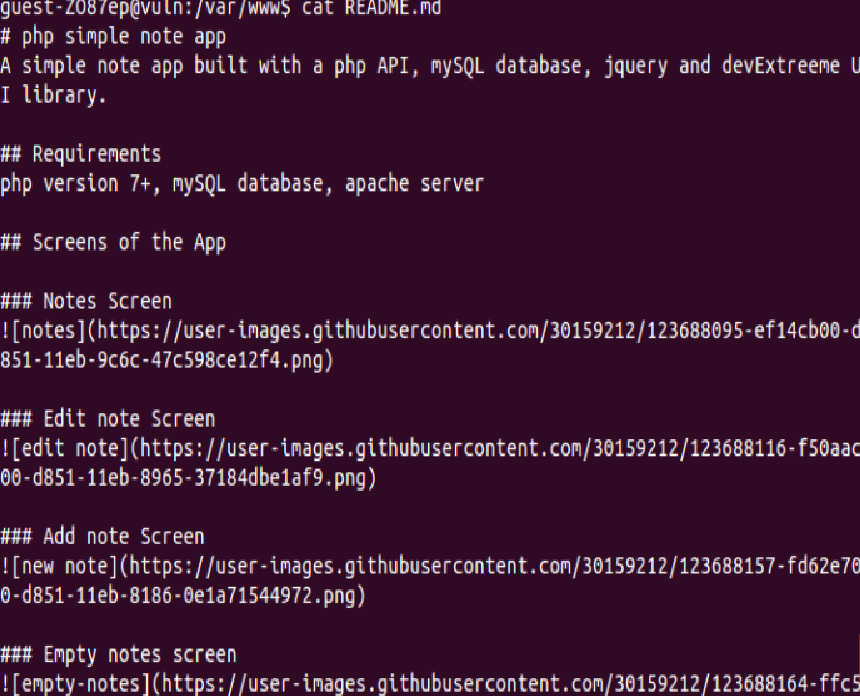 guest-ZO87ep@vuln:/var/www$ cat README.md
# php simple note app
A simple note app built with a php API, mySQL database, jquery and devExtreeme U
I library.
## Requirements
php version 7+, mySQL database, apache server
## Screens of the App
### Notes Screen
![notes](https://user-images.githubusercontent.com/30159212/123688095-ef14cb00-d
851-11eb-9c6c-47c598ce12f4.png)
### Edit note Screen
![edit note](https://user-images.githubusercontent.com/30159212/123688116-f50aac
00-d851-11eb-8965-37184dbe1af9.png)
### Add note Screen
![new note](https://user-images.githubusercontent.com/30159212/123688157-fd62e70
0-d851-11eb-8186-0e1a71544972.png)
### Empty notes screen
![empty-notes](https://user-images.githubusercontent.com/30159212/123688164-ffc5